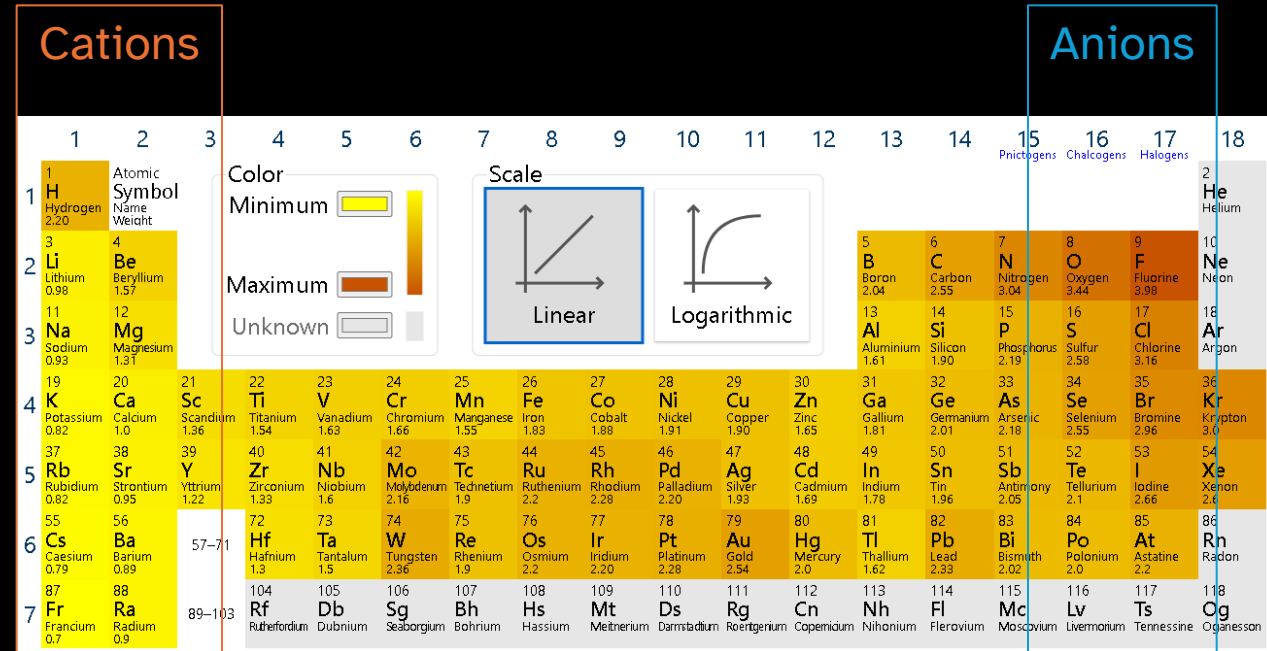 Cations
Anions
1 2 3 4 5 6 7 8 9 10 11 12 13 14 15 16 17 18
Pnictogens Chalcogens Halogens
1
1 H Hydrogen 2.20
Atomic
Symbol
Name
Weight
Color
Minimum
Maximum
Unknown
Scale
Linear
Logarithmic
2 He Helium
2
3 Li Lithium 0.98
4 Be Beryllium 1.57
5 B Boron 2.04
6 C Carbon 2.55
7 N Nitrogen 3.04
8 O Oxygen 3.44
9 F Fluorine 3.98
10 Ne Neon
3
11 Na Sodium 0.93
12 Mg Magnesium 1.31
13 Al Aluminium 1.61
14 Si Silicon 1.90
15 P Phosphorus 2.19
16 S Sulfur 2.58
17 Cl Chlorine 3.16
18 Ar Argon
4
19 K Potassium 0.82
20 Ca Calcium 1.0
21 Sc Scandium 1.36
22 Ti Titanium 1.54
23 V Vanadium 1.63
24 Cr Chromium 1.66
25 Mn Manganese 1.55
26 Fe Iron 1.83
27 Co Cobalt 1.88
28 Ni Nickel 1.91
29 Cu Copper 1.90
30 Zn Zinc 1.65
31 Ga Gallium 1.81
32 Ge Germanium 2.01
33 As Arsenic 2.18
34 Se Selenium 2.55
35 Br Bromine 2.96
36 Kr Krypton 3.0
5
37 Rb Rubidium 0.82
38 Sr Strontium 0.95
39 Y Yttrium 1.22
40 Zr Zirconium 1.33
41 Nb Niobium 1.6
42 Mo Molybdenum 2.16
43 Tc Technetium 1.9
44 Ru Ruthenium 2.2
45 Rh Rhodium 2.28
46 Pd Palladium 2.20
47 Ag Silver 1.93
48 Cd Cadmium 1.69
49 In Indium 1.78
50 Sn Tin 1.96
51 Sb Antimony 2.05
52 Te Tellurium 2.1
53 I Iodine 2.66
54 Xe Xenon 2.6
6
55 Cs Caesium 0.79
56 Ba Barium 0.89
57–71
72 Hf Hafnium 1.3
73 Ta Tantalum 1.5
74 W Tungsten 2.36
75 Re Rhenium 1.9
76 Os Osmium 2.2
77 Ir Iridium 2.20
78 Pt Platinum 2.28
79 Au Gold 2.54
80 Hg Mercury 2.0
81 Tl Thallium 1.62
82 Pb Lead 2.33
83 Bi Bismuth 2.02
84 Po Polonium 2.0
85 At Astatine 2.2
86 Rn Radon
7
87 Fr Francium 0.7
88 Ra Radium 0.9
89–103
104 Rf Rutherfordium
105 Db Dubnium
106 Sg Seaborgium
107 Bh Bohrium
108 Hs Hassium
109 Mt Meitnerium
110 Ds Darmstadtium
111 Rg Roentgenium
112 Cn Copernicium
113 Nh Nihonium
114 Fl Flerovium
115 Mc Moscovium
116 Lv Livermorium
117 Ts Tennessine
118 Og Oganesson